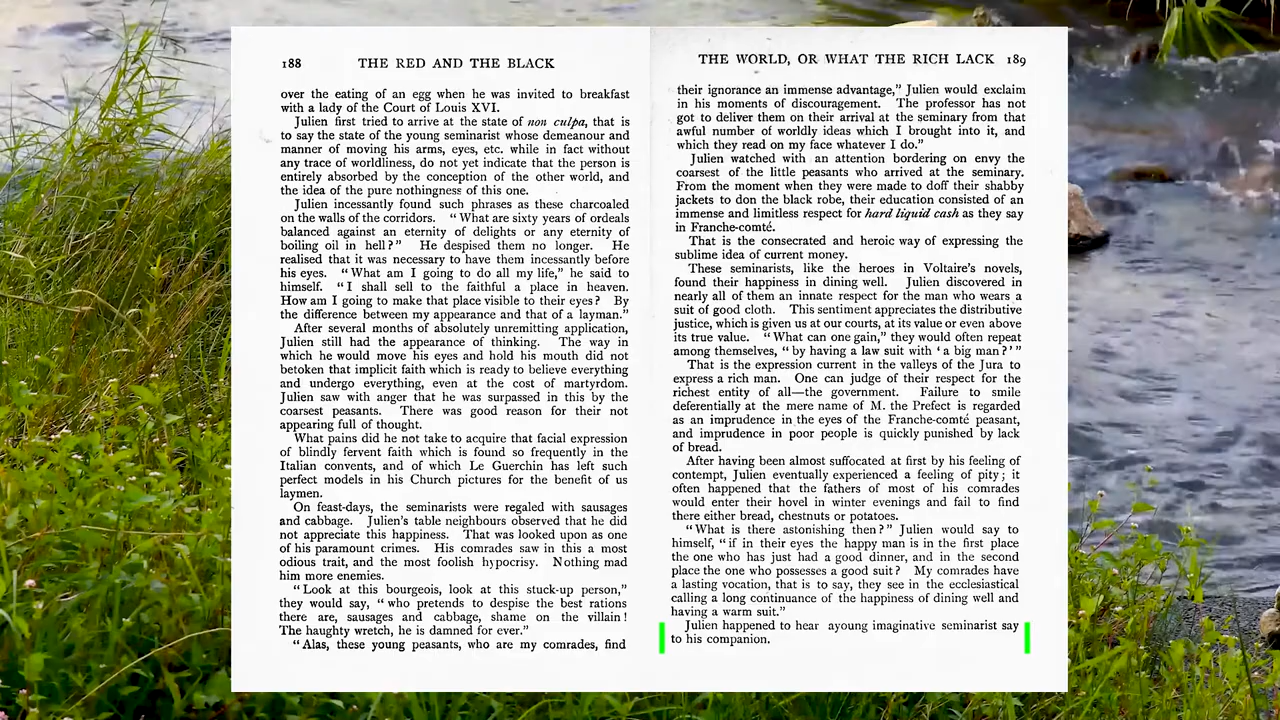 188 THE RED AND THE BLACK
over the eating of an egg when he was invited to breakfast
with a lady of the Court of Louis XVI.
Julien first tried to arrive at the state of non culpa, that is
to say the state of the young seminarist whose demeanour and
manner of moving his arms, eyes, etc. while in fact without
any trace of worldliness, do not yet indicate that the person is
entirely absorbed by the conception of the other world, and
the idea of the pure nothingness of this one.
Julien incessantly found such phrases as these charcoaled
on the walls of the corridors. “What are sixty years of ordeals
balanced against an eternity of delights or any eternity of
boiling oil in hell?” He despised them no longer. He
realised that it was necessary to have them incessantly before
his eyes. “What am I going to do all my life,” he said to
himself. “I shall sell to the faithful a place in heaven.
How am I going to make that place visible to their eyes? By
the difference between my appearance and that of a layman.”
After several months of absolutely unremitting application,
Julien still had the appearance of thinking. The way in
which he would move his eyes and hold his mouth did not
betoken that implicit faith which is ready to believe everything
and undergo everything, even at the cost of martyrdom.
Julien saw with anger that he was surpassed in this by the
coarsest peasants. There was good reason for their not
appearing full of thought.
What pains did he not take to acquire that facial expression
of blindly fervent faith which is found so frequently in the
Italian convents, and of which Le Guerchin has left such
perfect models in his Church pictures for the benefit of us
laymen.
On feast-days, the seminarists were regaled with sausages
and cabbage. Julien's table neighbours observed that he did
not appreciate this happiness. That was looked upon as one
of his paramount crimes. His comrades saw in this a most
odious trait, and the most foolish hypocrisy. Nothing mad
him more enemies.
“Look at this bourgeois, look at this stuck-up person,”
they would say, “who pretends to despise the best rations
there are, sausages and cabbage, shame on the villain!
The haughty wretch, he is damned for ever.”
“Alas, these young peasants, who are my comrades, find
THE WORLD, OR WHAT THE RICH LACK 189
their ignorance an immense advantage,” Julien would exclaim
in his moments of discouragement. The professor has not
got to deliver them on their arrival at the seminary from that
awful number of worldly ideas which I brought into it, and
which they read on my face whatever I do.”
Julien watched with an attention bordering on envy the
coarsest of the little peasants who arrived at the seminary.
From the moment when they were made to doff their shabby
jackets to don the black robe, their education consisted of an
immense and limitless respect for hard liquid cash as they say
in Franche-comté.
That is the consecrated and heroic way of expressing the
sublime idea of current money.
These seminarists, like the heroes in Voltaire's novels,
found their happiness in dining well. Julien discovered in
nearly all of them an innate respect for the man who wears a
suit of good cloth. This sentiment appreciates the distributive
justice, which is given us at our courts, at its value or even above
its true value. “What can one gain,” they would often repeat
among themselves, “by having a law suit with ‘a big man?’”
That is the expression current in the valleys of the Jura to
express a rich man. One can judge of their respect for the
richest entity of all—the government. Failure to smile
deferentially at the mere name of M. the Prefect is regarded
as an imprudence in the eyes of the Franche-comté peasant,
and imprudence in poor people is quickly punished by lack
of bread.
After having been almost suffocated at first by his feeling of
contempt, Julien eventually experienced a feeling of pity; it
often happened that the fathers of most of his comrades
would enter their hovel in winter evenings and fail to find
there either bread, chestnuts or potatoes.
“What is there astonishing then?” Julien would say to
himself, “if in their eyes the happy man is in the first place
the one who has just had a good dinner, and in the second
place the one who possesses a good suit? My comrades have
a lasting vocation, that is to say, they see in the ecclesiastical
calling a long continuance of the happiness of dining well and
having a warm suit.”
Julien happened to hear ayoung imaginative seminarist say
to his companion.